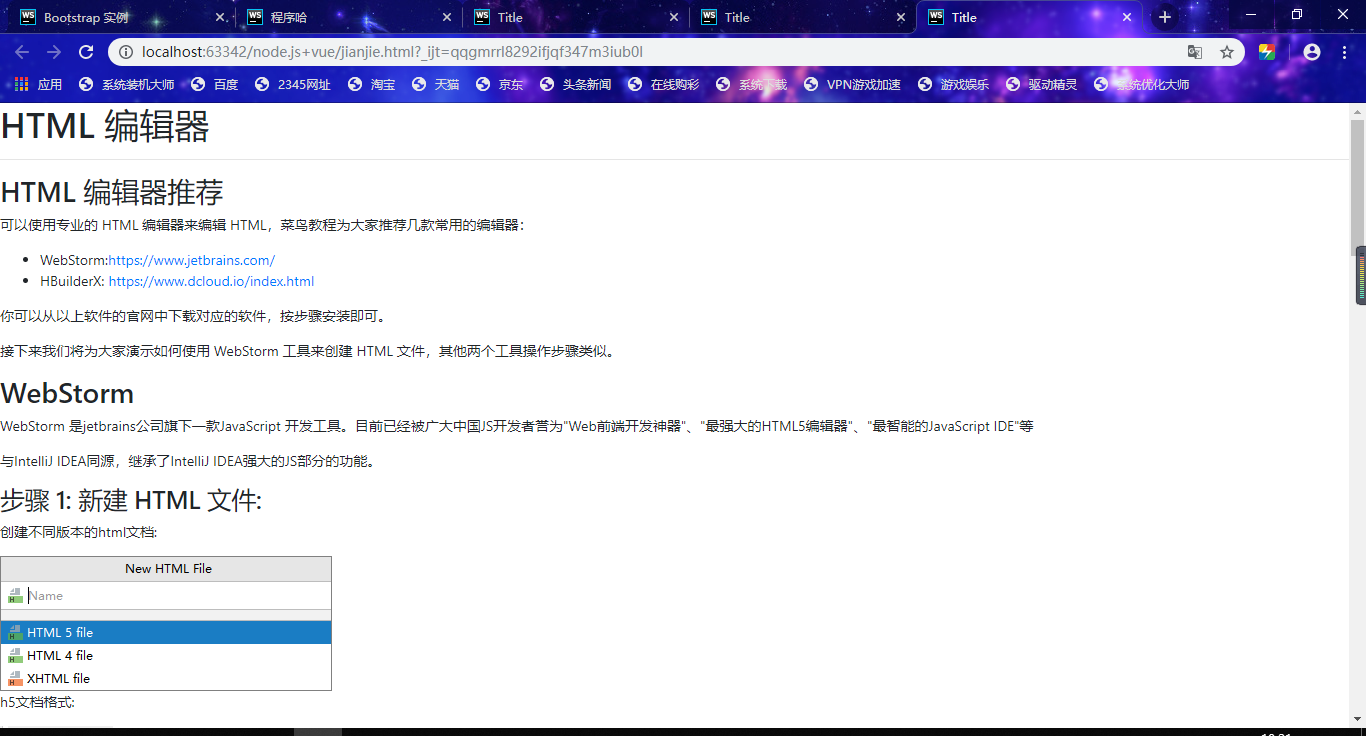 Bootstrap 实例
程序哈
Title
Title
Title
localhost:63342/node.js+vue/jianjie.html?_ijt=qqgmrrl8292ifjqf347m3iub0l
应用 系统装机大师 百度 2345网址 淘宝 天猫 京东 头条新闻 在线购彩 系统下载 VPN游戏加速 游戏娱乐 驱动精灵 系统优化大师
HTML 编辑器
HTML 编辑器推荐
可以使用专业的 HTML 编辑器来编辑 HTML，菜鸟教程为大家推荐几款常用的编辑器：
WebStorm:https://www.jetbrains.com/
HBuilderX: https://www.dcloud.io/index.html
你可以从以上软件的官网中下载对应的软件，按步骤安装即可。
接下来我们将为大家演示如何使用 WebStorm 工具来创建 HTML 文件，其他两个工具操作步骤类似。
WebStorm
WebStorm 是jetbrains公司旗下一款JavaScript 开发工具。目前已经被广大中国JS开发者誉为"Web前端开发神器"、"最强大的HTML5编辑器"、"最智能的JavaScript IDE"等
与IntelliJ IDEA同源，继承了IntelliJ IDEA强大的JS部分的功能。
步骤 1: 新建 HTML 文件:
创建不同版本的html文档:
New HTML File
Name
HTML 5 file
HTML 4 file
XHTML file
h5文档格式: